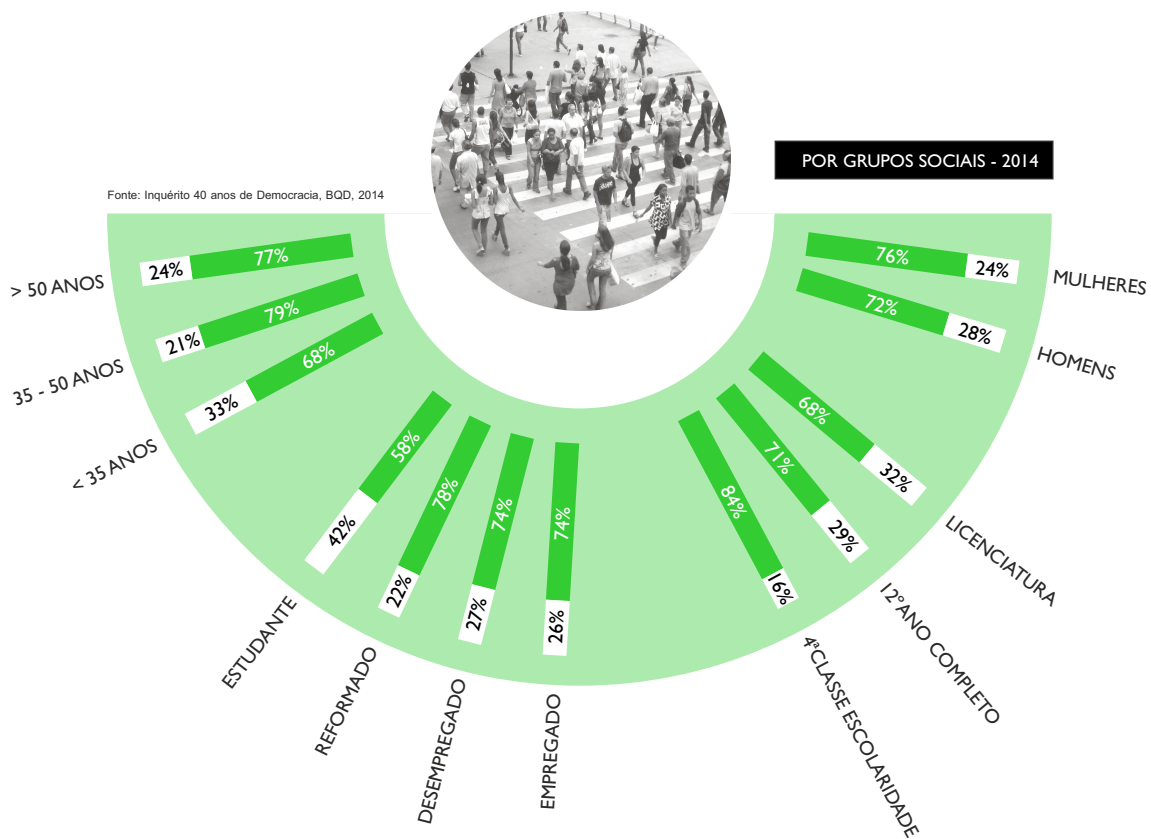 POR GRUPOS SOCIAIS - 2014
Fonte: Inquérito 40 anos de Democracia, BQD, 2014
> 50 ANOS
24%
77%
35 - 50 ANOS
21%
79%
< 35 ANOS
33%
68%
ESTUDANTE
42%
58%
REFORMADO
22%
78%
DESEMPREGADO
27%
74%
EMPREGADO
26%
74%
84%
16%
4ªCLASSE ESCOLARIDADE
71%
29%
12ºANO COMPLETO
68%
32%
LICENCIATURA
72%
28%
HOMENS
76%
24%
MULHERES